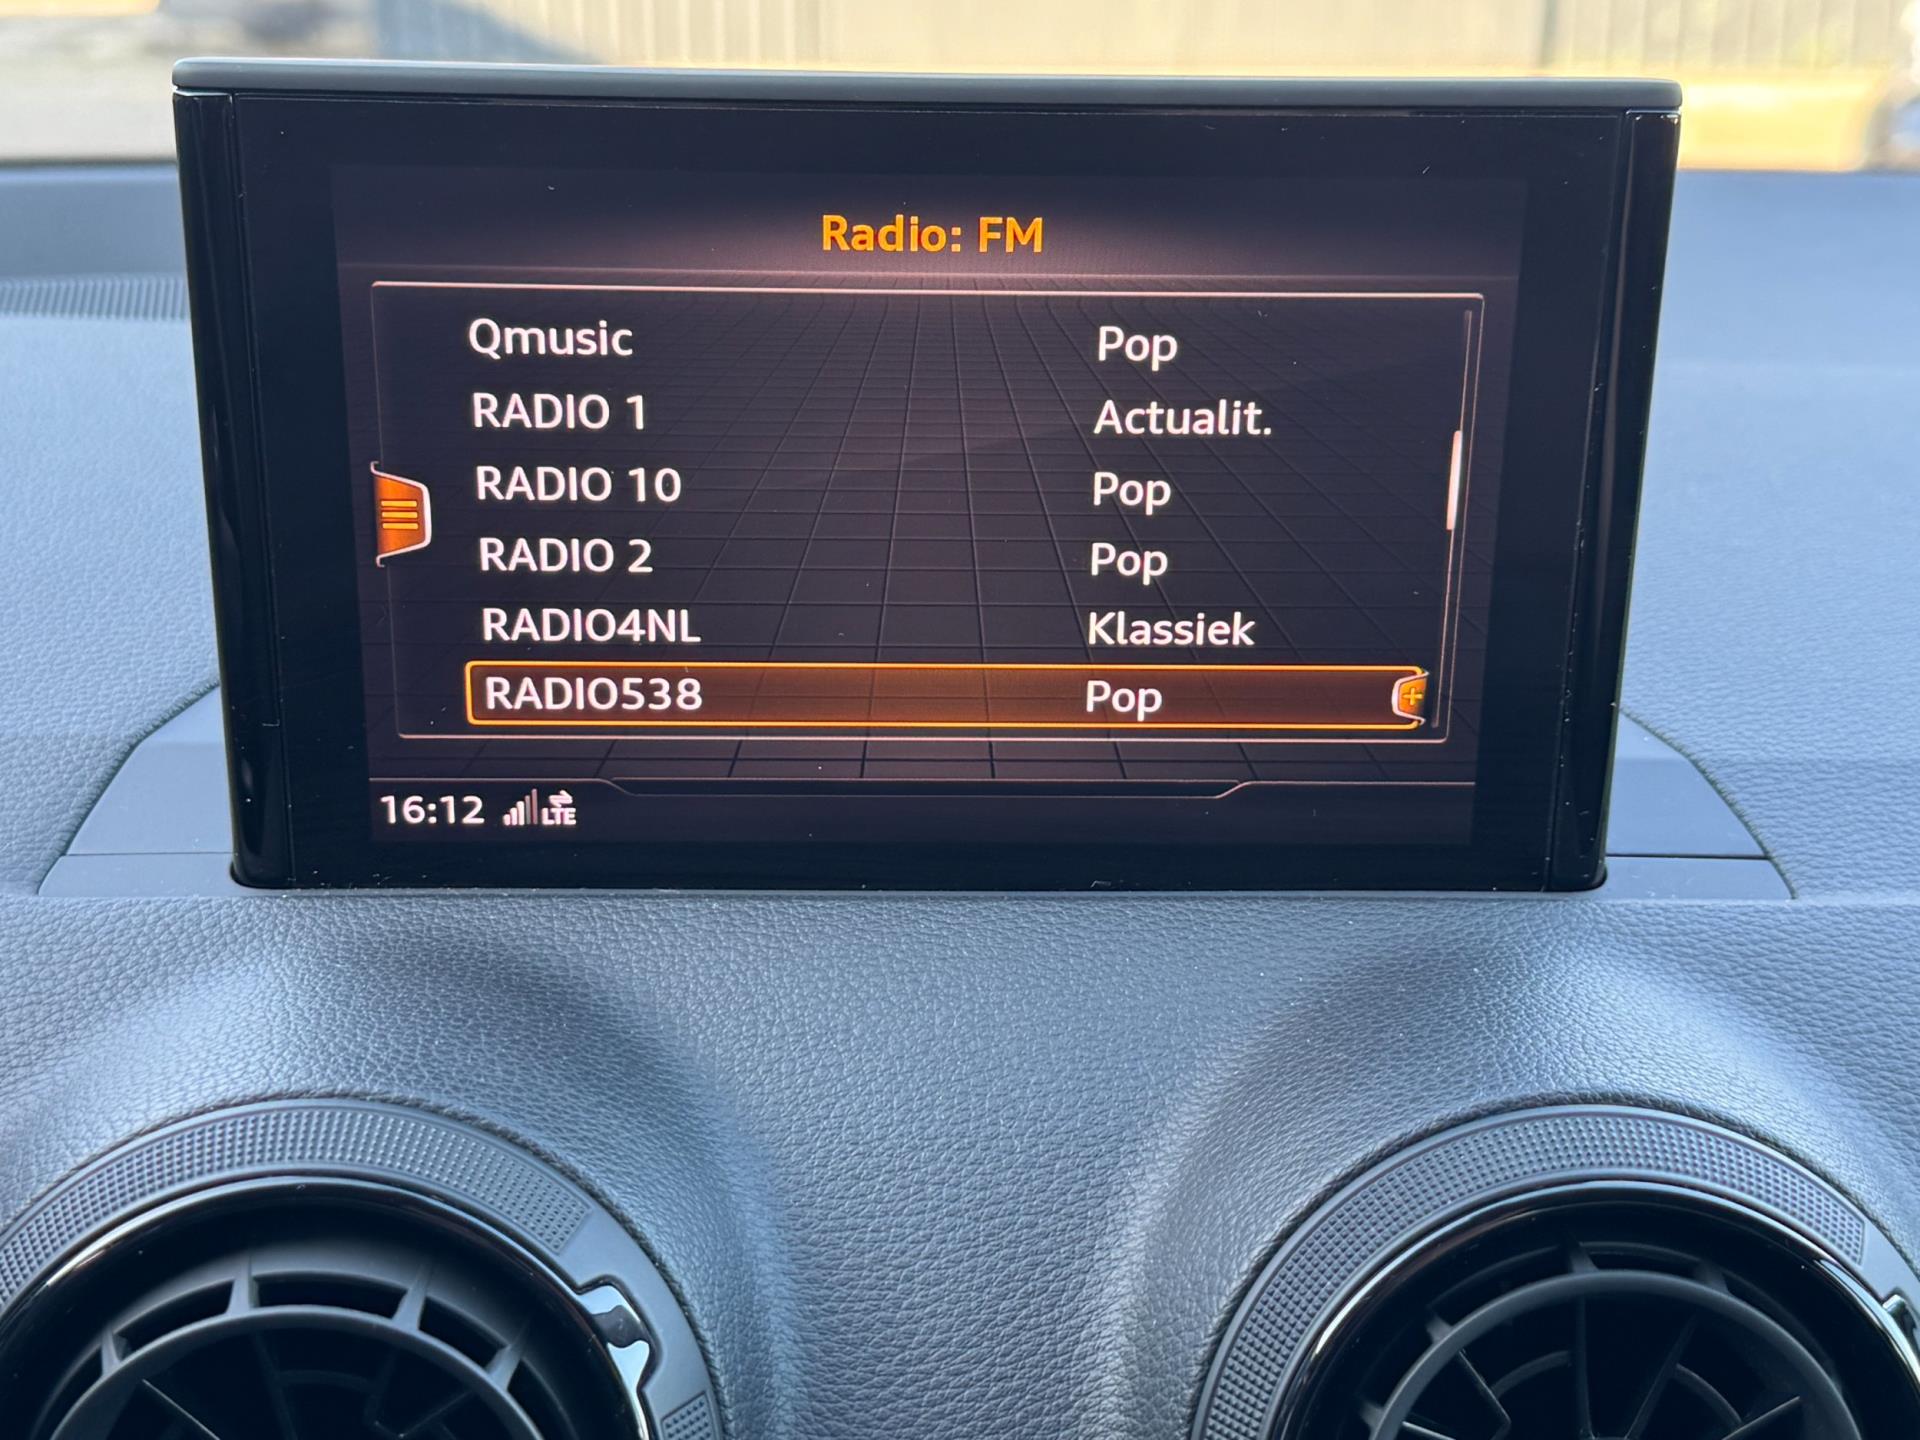 Radio: FM
Qmusic Pop
RADIO 1 Actualit.
RADIO 10 Pop
RADIO 2 Pop
RADIO4NL Klassiek
RADIO538 Pop
16:12 LTE